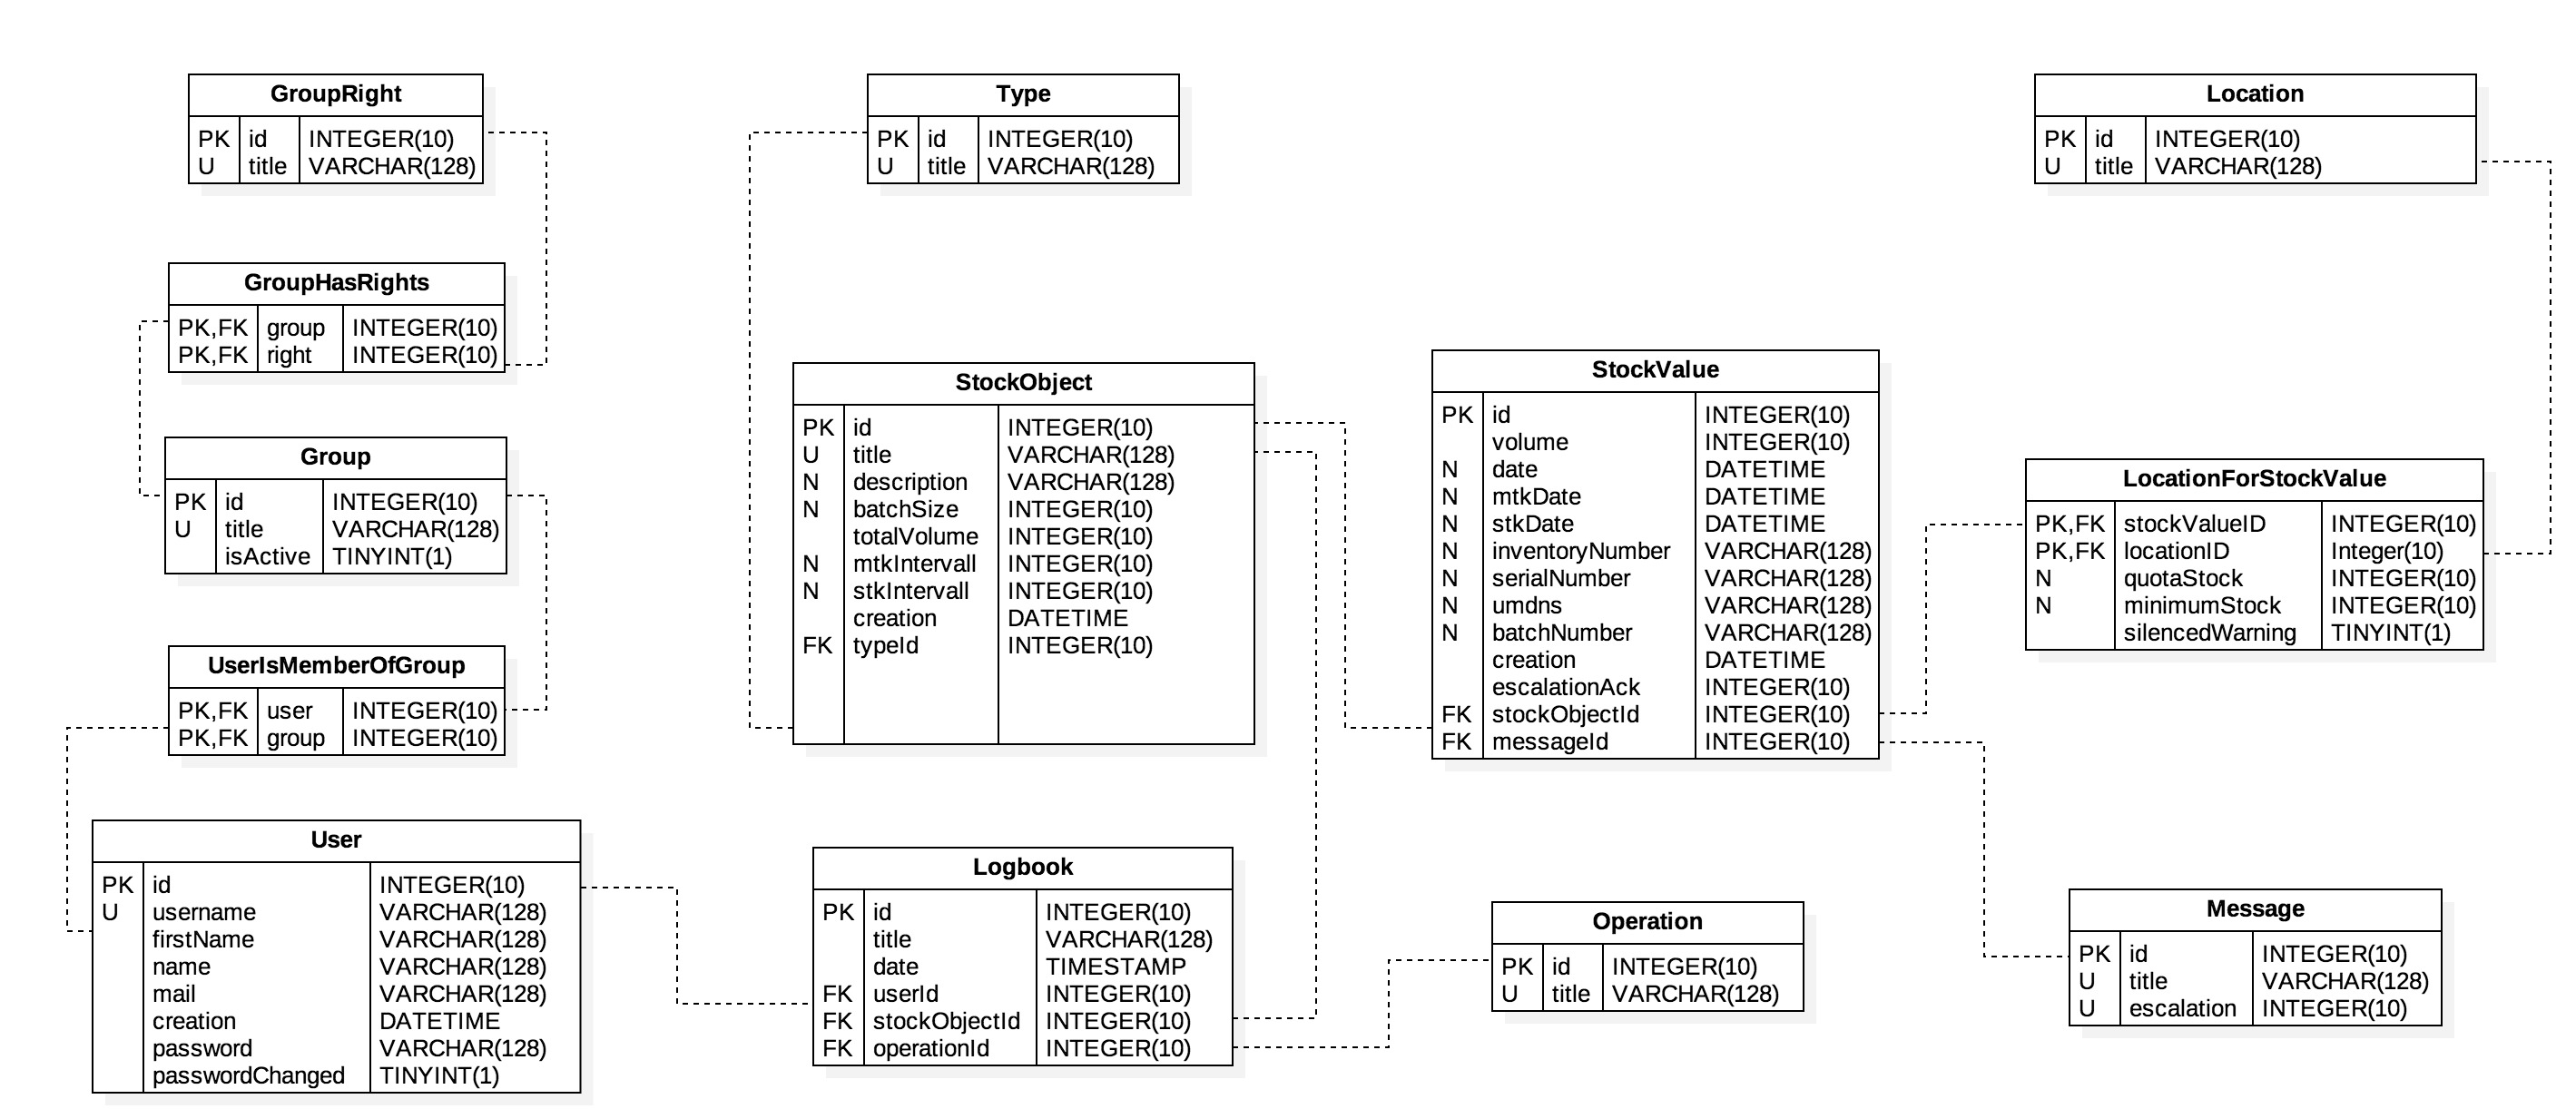 GroupRight
PK id INTEGER(10)
U title VARCHAR(128)
GroupHasRights
PK,FK group INTEGER(10)
PK,FK right INTEGER(10)
Group
PK id INTEGER(10)
U title VARCHAR(128)
isActive TINYINT(1)
UserIsMemberOfGroup
PK,FK user INTEGER(10)
PK,FK group INTEGER(10)
User
PK id INTEGER(10)
U username VARCHAR(128)
firstName VARCHAR(128)
name VARCHAR(128)
mail VARCHAR(128)
creation DATETIME
password VARCHAR(128)
passwordChanged TINYINT(1)
Type
PK id INTEGER(10)
U title VARCHAR(128)
StockObject
PK id INTEGER(10)
U title VARCHAR(128)
N description VARCHAR(128)
N batchSize INTEGER(10)
totalVolume INTEGER(10)
N mtkIntervall INTEGER(10)
N stkIntervall INTEGER(10)
creation DATETIME
FK typeId INTEGER(10)
Logbook
PK id INTEGER(10)
title VARCHAR(128)
date TIMESTAMP
FK userId INTEGER(10)
FK stockObjectId INTEGER(10)
FK operationId INTEGER(10)
StockValue
PK id INTEGER(10)
volume INTEGER(10)
N date DATETIME
N mtkDate DATETIME
N stkDate DATETIME
N inventoryNumber VARCHAR(128)
N serialNumber VARCHAR(128)
N umdns VARCHAR(128)
N batchNumber VARCHAR(128)
creation DATETIME
escalationAck INTEGER(10)
FK stockObjectId INTEGER(10)
FK messageId INTEGER(10)
Operation
PK id INTEGER(10)
U title VARCHAR(128)
Location
PK id INTEGER(10)
U title VARCHAR(128)
LocationForStockValue
PK,FK stockValueID INTEGER(10)
PK,FK locationID Integer(10)
N quotaStock INTEGER(10)
N minimumStock INTEGER(10)
silencedWarning TINYINT(1)
Message
PK id INTEGER(10)
U title VARCHAR(128)
U escalation INTEGER(10)